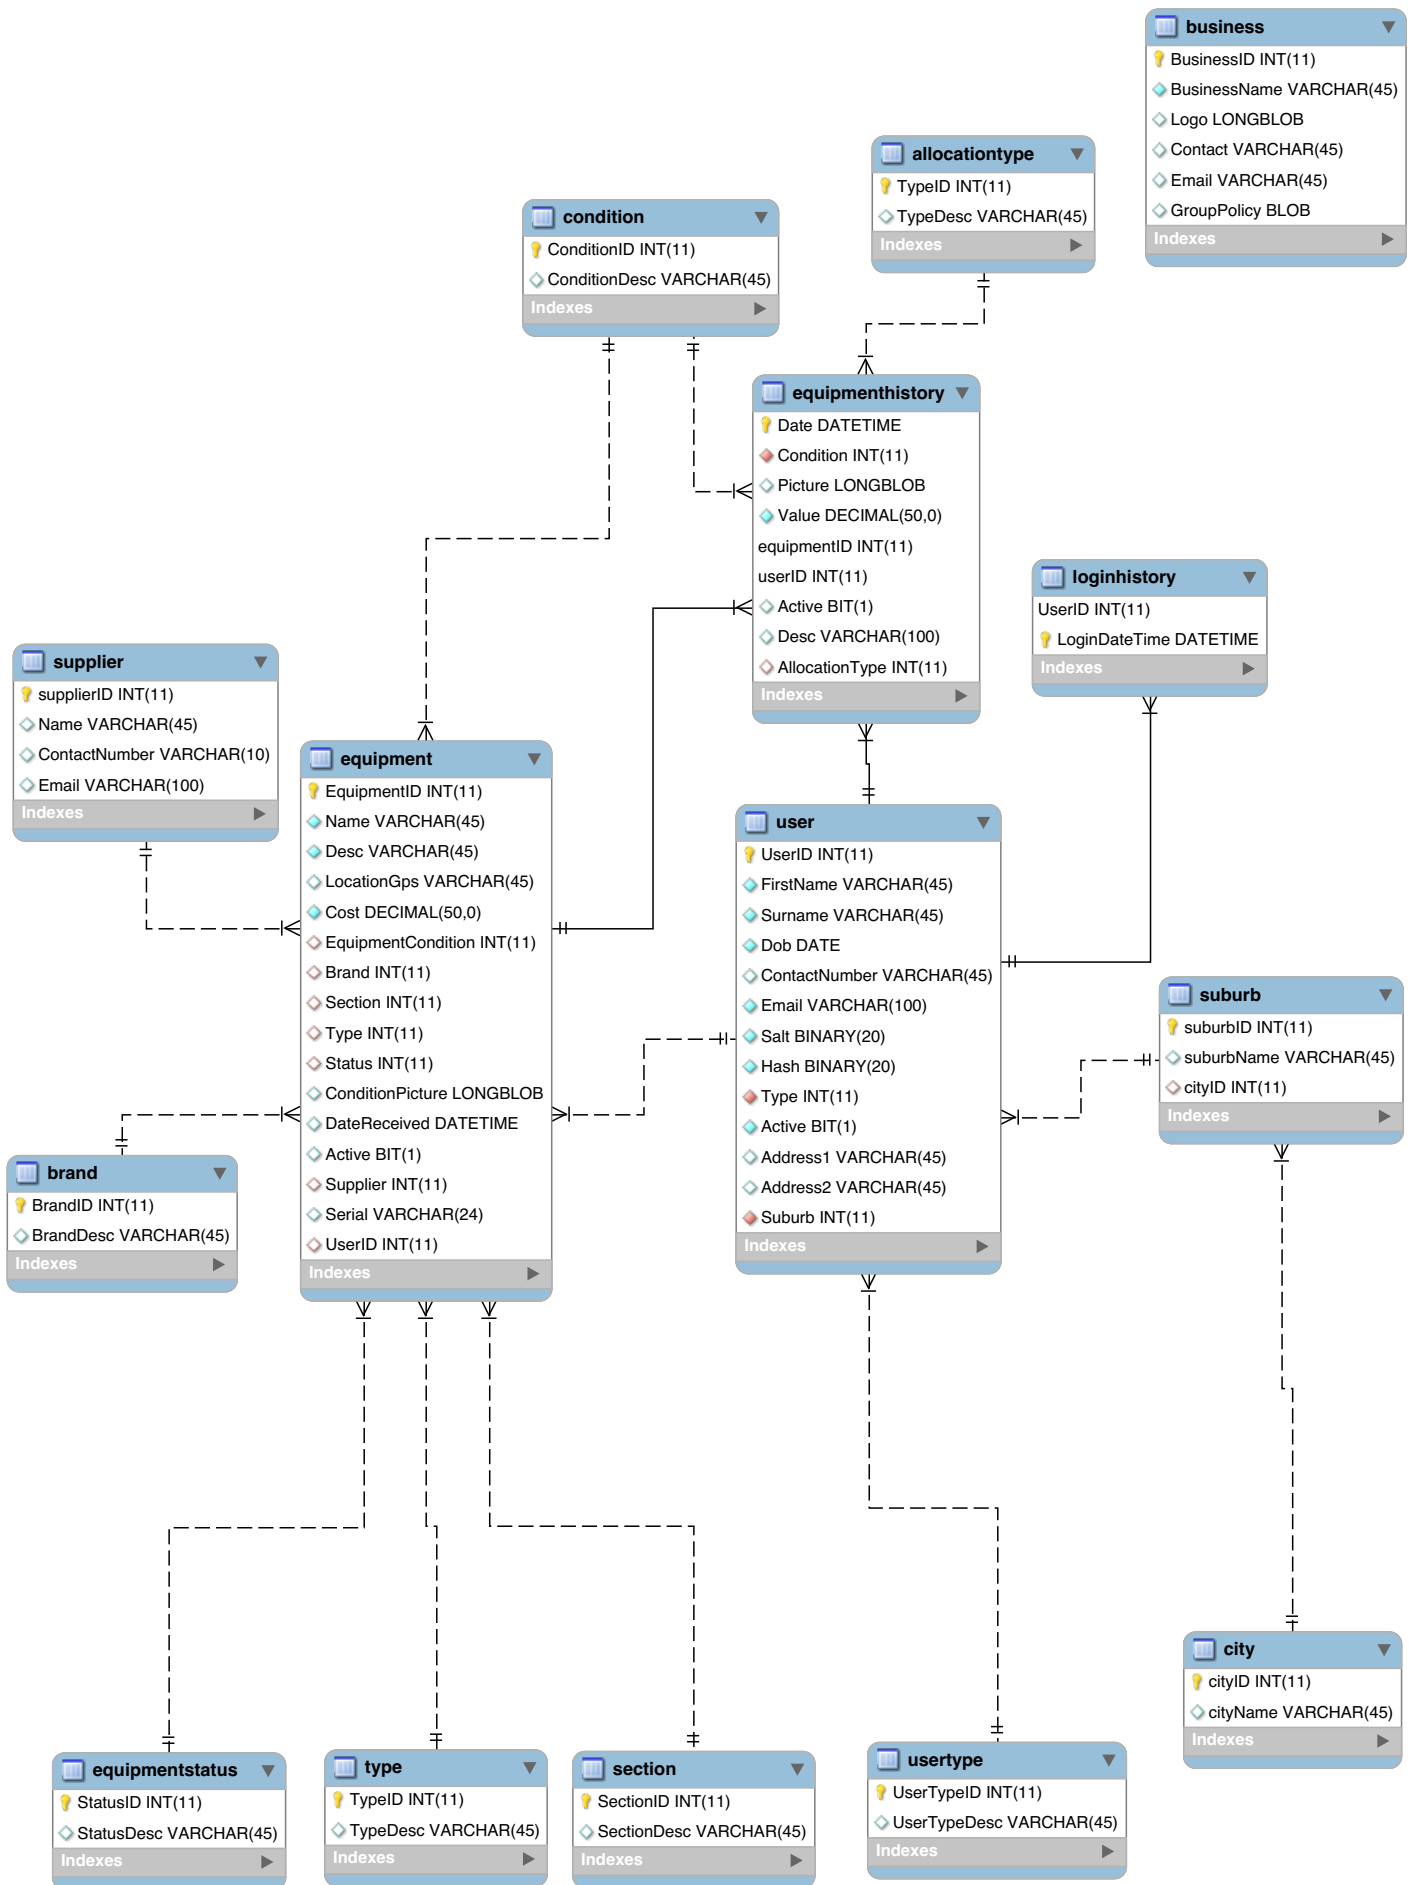 business
BusinessID INT(11)
BusinessName VARCHAR(45)
Logo LONGBLOB
Contact VARCHAR(45)
Email VARCHAR(45)
GroupPolicy BLOB
Indexes
allocationtype
TypeID INT(11)
TypeDesc VARCHAR(45)
Indexes
condition
ConditionID INT(11)
ConditionDesc VARCHAR(45)
Indexes
equipmenthistory
Date DATETIME
Condition INT(11)
Picture LONGBLOB
Value DECIMAL(50,0)
equipmentID INT(11)
userID INT(11)
Active BIT(1)
Desc VARCHAR(100)
AllocationType INT(11)
Indexes
loginhistory
UserID INT(11)
LoginDateTime DATETIME
Indexes
supplier
supplierID INT(11)
Name VARCHAR(45)
ContactNumber VARCHAR(10)
Email VARCHAR(100)
Indexes
equipment
EquipmentID INT(11)
Name VARCHAR(45)
Desc VARCHAR(45)
LocationGps VARCHAR(45)
Cost DECIMAL(50,0)
EquipmentCondition INT(11)
Brand INT(11)
Section INT(11)
Type INT(11)
Status INT(11)
ConditionPicture LONGBLOB
DateReceived DATETIME
Active BIT(1)
Supplier INT(11)
Serial VARCHAR(24)
UserID INT(11)
Indexes
user
UserID INT(11)
FirstName VARCHAR(45)
Surname VARCHAR(45)
Dob DATE
ContactNumber VARCHAR(45)
Email VARCHAR(100)
Salt BINARY(20)
Hash BINARY(20)
Type INT(11)
Active BIT(1)
Address1 VARCHAR(45)
Address2 VARCHAR(45)
Suburb INT(11)
Indexes
suburb
suburbID INT(11)
suburbName VARCHAR(45)
cityID INT(11)
Indexes
brand
BrandID INT(11)
BrandDesc VARCHAR(45)
Indexes
city
cityID INT(11)
cityName VARCHAR(45)
Indexes
equipmentstatus
StatusID INT(11)
StatusDesc VARCHAR(45)
Indexes
type
TypeID INT(11)
TypeDesc VARCHAR(45)
Indexes
section
SectionID INT(11)
SectionDesc VARCHAR(45)
Indexes
usertype
UserTypeID INT(11)
UserTypeDesc VARCHAR(45)
Indexes